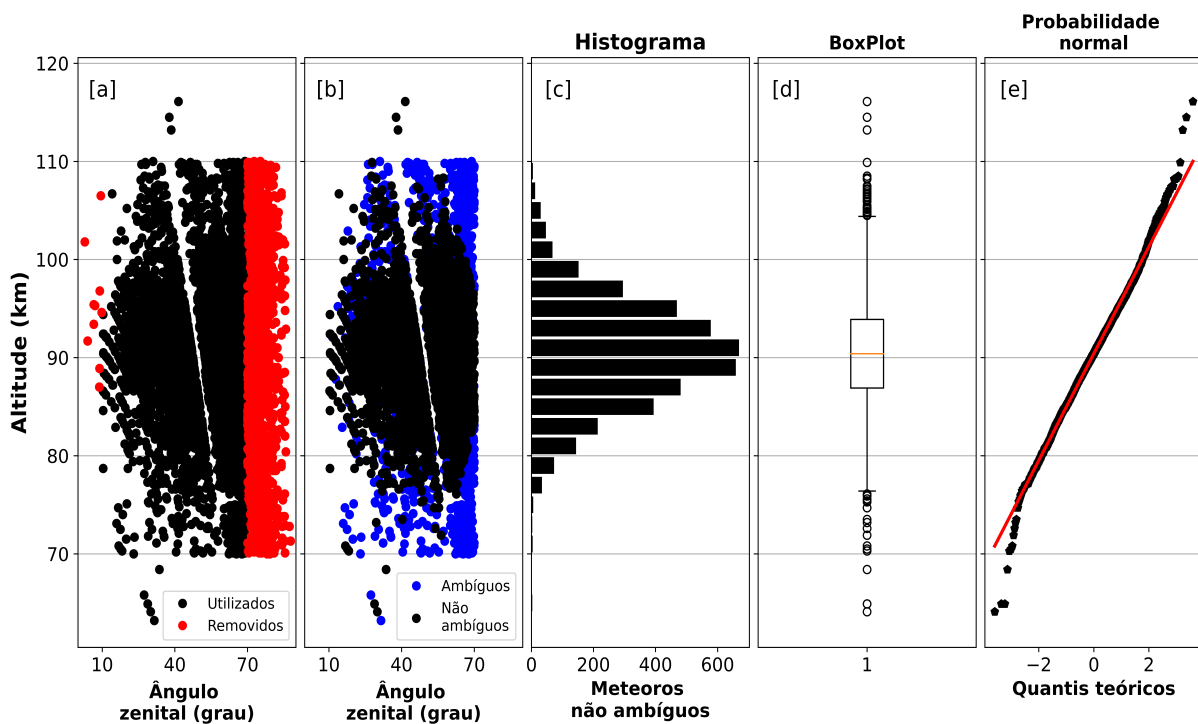 Histograma
BoxPlot
Probabilidade
normal
120
110
100
90
80
70
Altitude (km)
[a]
[b]
[c]
[d]
[e]
Utilizados
Removidos
Ambíguos
Não
ambíguos
10 40 70
10 40 70
0 200 400 600
1
−2 0 2
Ângulo
zenital (grau)
Ângulo
zenital (grau)
Meteoros
não ambíguos
Quantis teóricos